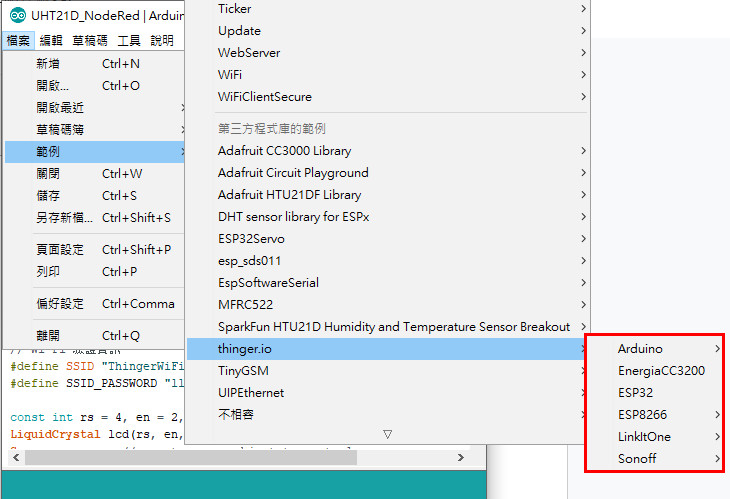 UHT21D_NodeRed | Arduin
檔案 編輯 草稿碼 工具 說明
新增 Ctrl+N
開啟... Ctrl+O
開啟最近
草稿碼簿
範例
關閉 Ctrl+W
儲存 Ctrl+S
另存新檔... Ctrl+Shift+S
頁面設定 Ctrl+Shift+P
列印 Ctrl+P
偏好設定 Ctrl+Comma
離開 Ctrl+Q
#define SSID "ThingerWiFi
#define SSID_PASSWORD "ll
const int rs = 4, en = 2,
LiquidCrystal lcd(rs, en,
Ticker
Update
WebServer
WiFi
WiFiClientSecure
第三方程式庫的範例
Adafruit CC3000 Library
Adafruit Circuit Playground
Adafruit HTU21DF Library
DHT sensor library for ESPx
ESP32Servo
esp_sds011
EspSoftwareSerial
MFRC522
SparkFun HTU21D Humidity and Temperature Sensor Breakout
thinger.io
TinyGSM
UIPEthernet
不相容
Arduino
EnergiaCC3200
ESP32
ESP8266
LinkItOne
Sonoff